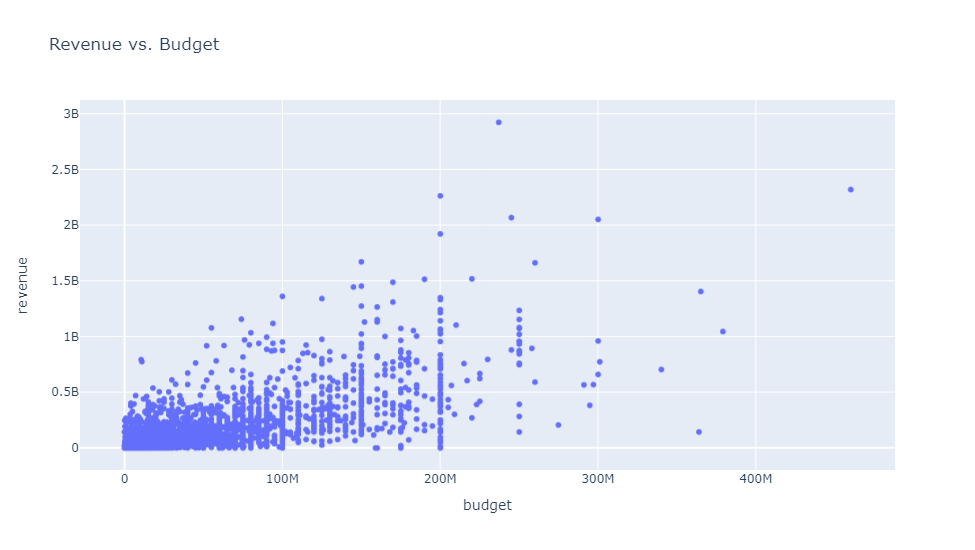 Revenue vs. Budget
3B
2.5B
2B
1.5B
1B
0.5B
0
revenue
0
100M
200M
300M
400M
budget